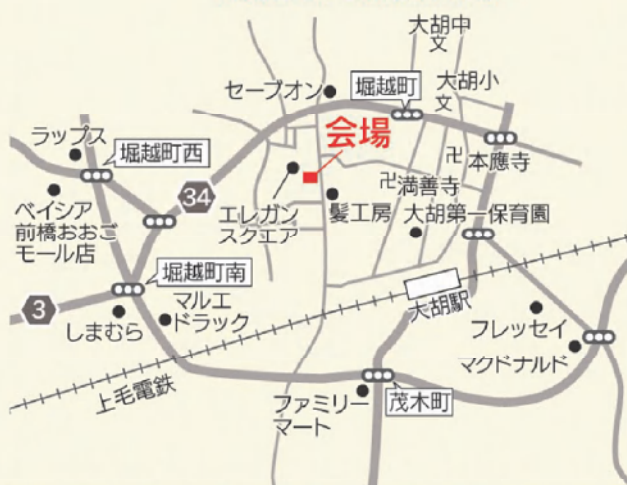 大胡中
文
セーブオン
堀越町
大胡小
文
ラップス
堀越町西
会場
卍本應寺
34
卍満善寺
ベイシア
前橋おおご
モール店
エレガン
スクエア
髪工房
大胡第一保育園
堀越町南
3
マルエ
ドラッグ
しまむら
大胡駅
フレッセイ
マクドナルド
上毛電鉄
ファミリー
マート
茂木町